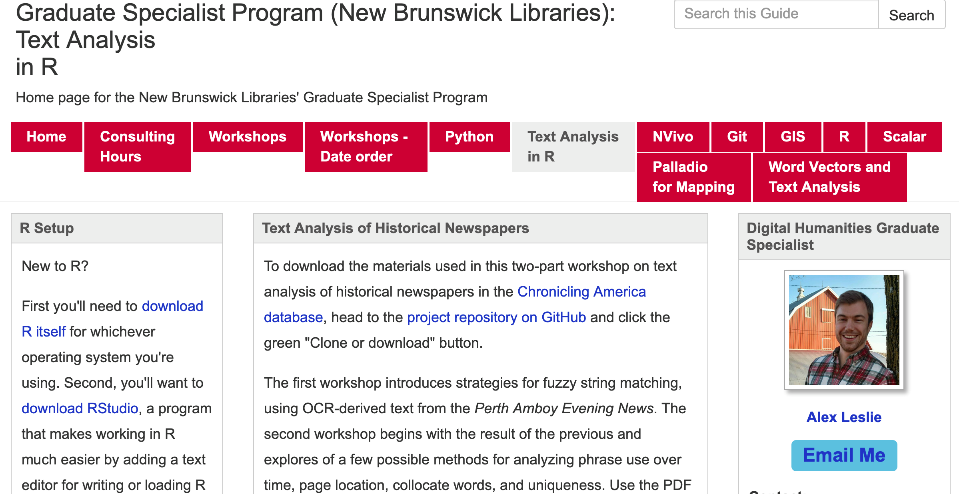 Graduate Specialist Program (New Brunswick Libraries):
Text Analysis
in R
Search this Guide
Search
Home page for the New Brunswick Libraries' Graduate Specialist Program
Home
Consulting
Hours
Workshops
Workshops -
Date order
Python
Text Analysis
in R
NVivo
Git
GIS
R
Scalar
Palladio
for Mapping
Word Vectors and
Text Analysis
R Setup
New to R?
First you'll need to download
R itself for whichever
operating system you're
using. Second, you'll want to
download RStudio, a program
that makes working in R
much easier by adding a text
editor for writing or loading R
Text Analysis of Historical Newspapers
To download the materials used in this two-part workshop on text
analysis of historical newspapers in the Chronicling America
database, head to the project repository on GitHub and click the
green "Clone or download" button.
The first workshop introduces strategies for fuzzy string matching,
using OCR-derived text from the Perth Amboy Evening News. The
second workshop begins with the result of the previous and
explores of a few possible methods for analyzing phrase use over
time, page location, collocate words, and uniqueness. Use the PDF
Digital Humanities Graduate
Specialist
Alex Leslie
Email Me